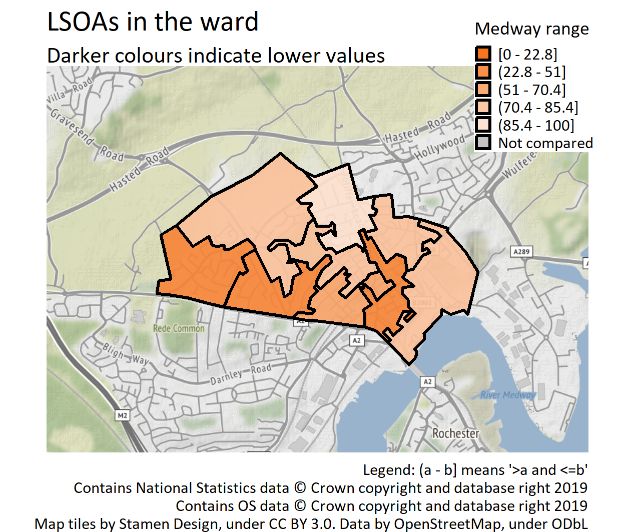 LSOAs in the ward
Darker colours indicate lower values
Medway range
[0 - 22.8]
(22.8 - 51]
(51 - 70.4]
(70.4 - 85.4]
(85.4 - 100]
Not compared
Villa Road
Gravesend Road
Hasted Road
Hasted Road
Hollywood
Wulfere
A289
Rede Common
A2
A2
Bligh Way
Darnley Road
A2
River Medway
M2
Rochester
Legend: (a - b] means '>a and <=b'
Contains National Statistics data © Crown copyright and database right 2019
Contains OS data © Crown copyright and database right 2019
Map tiles by Stamen Design, under CC BY 3.0. Data by OpenStreetMap, under ODbL